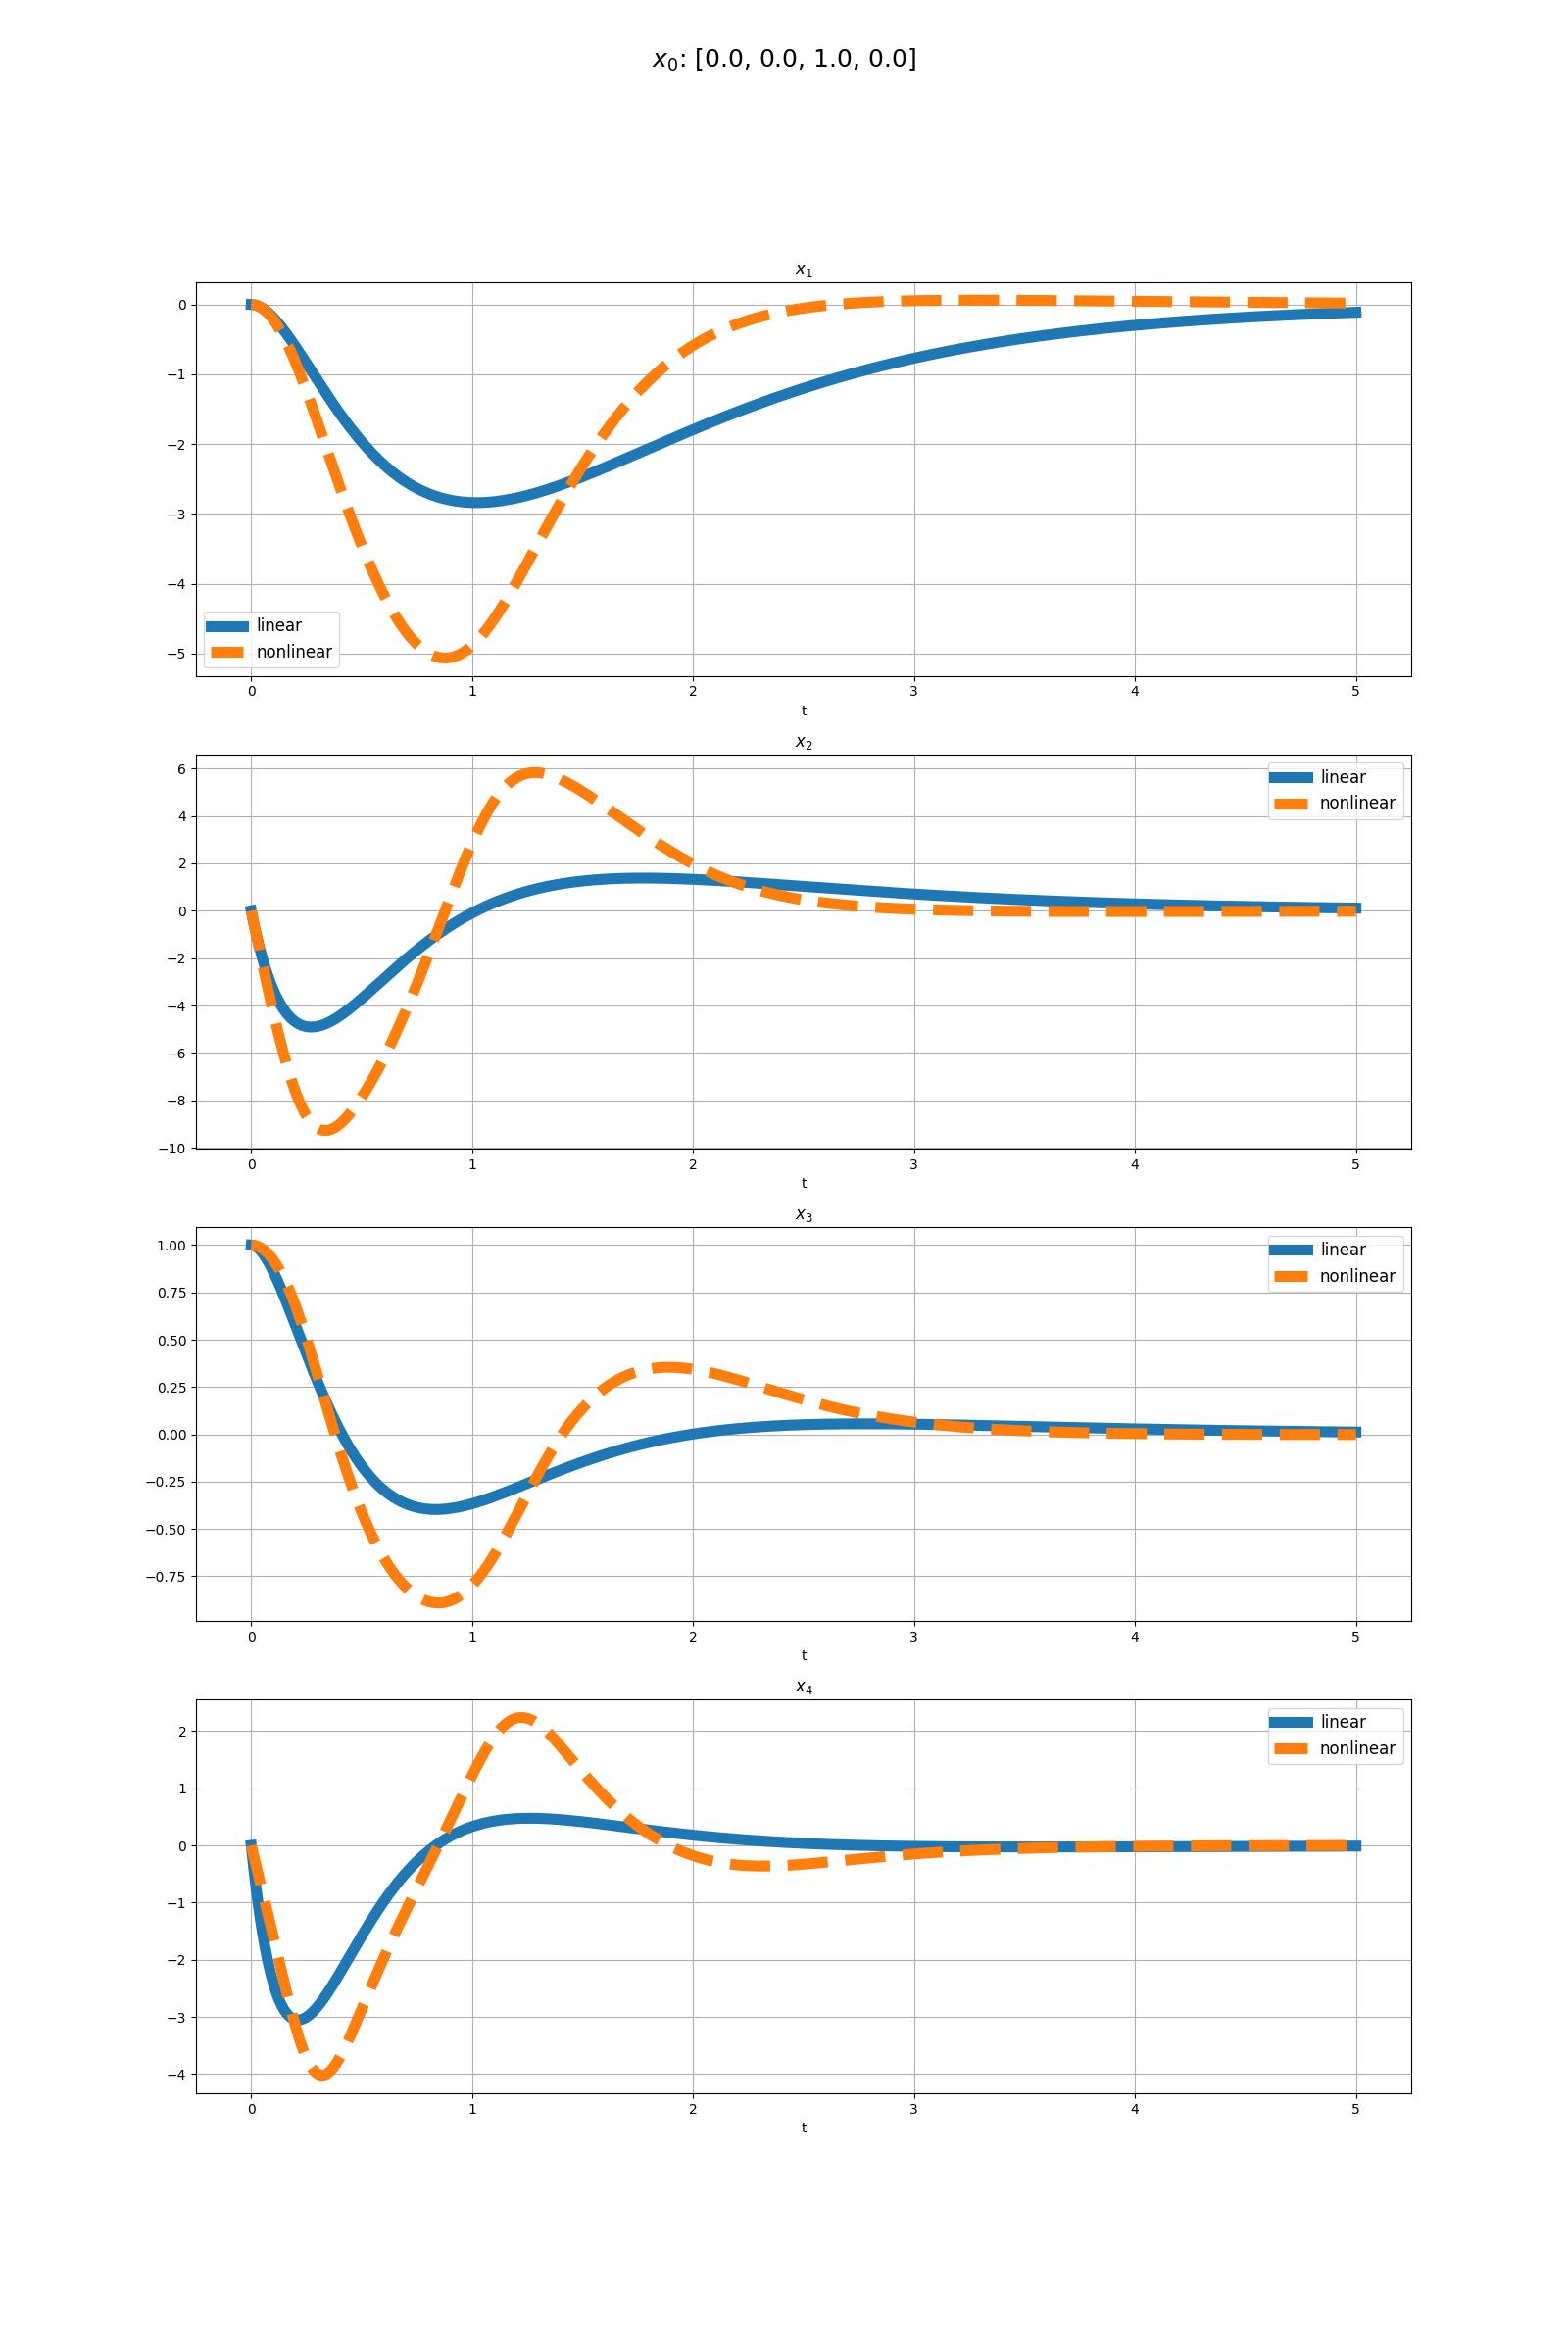 x₀: [0.0, 0.0, 1.0, 0.0]
x₁
0
−1
−2
−3
−4
−5
linear
nonlinear
0 1 2 3 4 5
t
x₂
6
4
2
0
−2
−4
−6
−8
−10
linear
nonlinear
0 1 2 3 4 5
t
x₃
1.00
0.75
0.50
0.25
0.00
−0.25
−0.50
−0.75
linear
nonlinear
0 1 2 3 4 5
t
x₄
2
1
0
−1
−2
−3
−4
linear
nonlinear
0 1 2 3 4 5
t